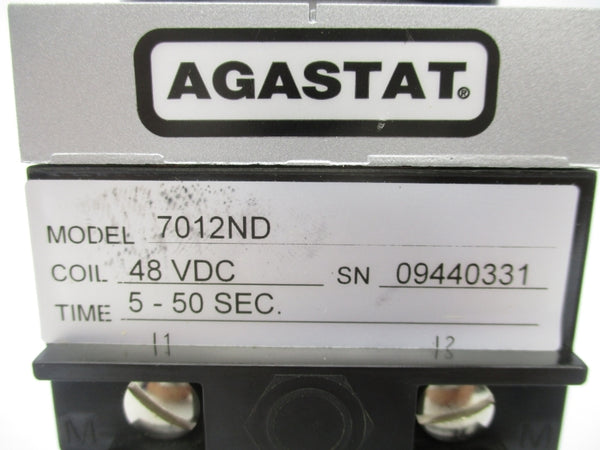 AGASTAT®
MODEL 7012ND
COIL 48 VDC SN 09440331
TIME 5 - 50 SEC.
M M